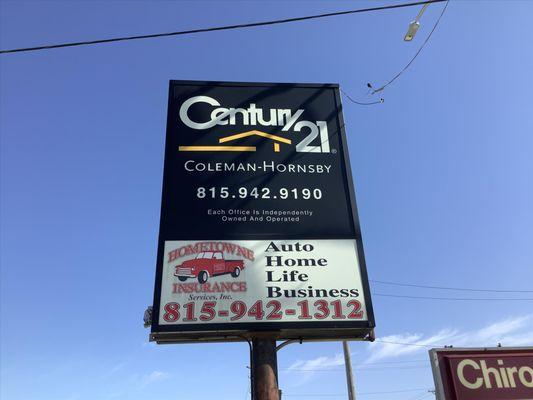 Century 21®
COLEMAN-HORNSBY
815.942.9190
Each Office Is Independently
Owned And Operated
HOMETOWNE
INSURANCE
Services, Inc.
Auto
Home
Life
Business
815-942-1312